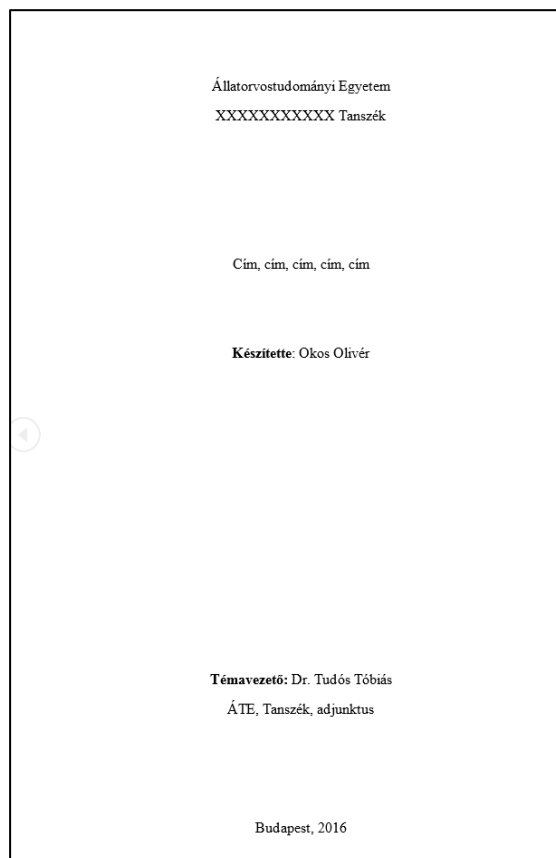 Állatorvostudományi Egyetem
XXXXXXXXXXX Tanszék
Cím, cím, cím, cím, cím
Készítette: Okos Olivér
Témavezető: Dr. Tudós Tóbiás
ÁTE, Tanszék, adjunktus
Budapest, 2016